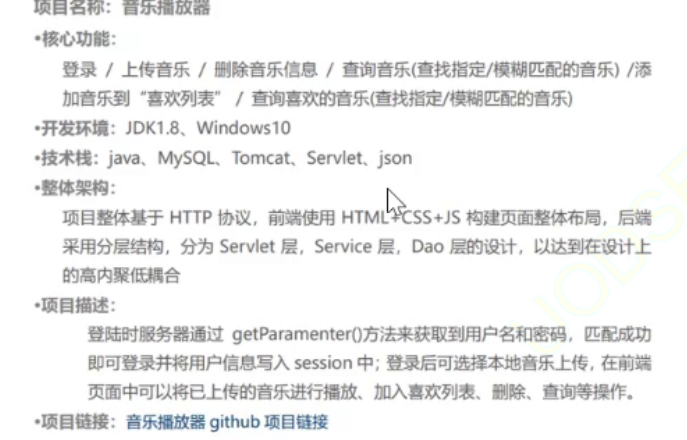 项目名称：音乐播放器
•核心功能：
登录 / 上传音乐 / 删除音乐信息 / 查询音乐(查找指定/模糊匹配的音乐) /添
加音乐到“喜欢列表” / 查询喜欢的音乐(查找指定/模糊匹配的音乐)
•开发环境：JDK1.8、Windows10
•技术栈：java、MySQL、Tomcat、Servlet、json
•整体架构：
项目整体基于 HTTP 协议，前端使用 HTML+CSS+JS 构建页面整体布局，后端
采用分层结构，分为 Servlet 层，Service 层，Dao 层的设计，以达到在设计上
的高内聚低耦合
•项目描述：
登陆时服务器通过 getParamenter()方法来获取到用户名和密码，匹配成功
即可登录并将用户信息写入 session 中；登录后可选择本地音乐上传，在前端
页面中可以将已上传的音乐进行播放、加入喜欢列表、删除、查询等操作。
•项目链接：音乐播放器 github 项目链接